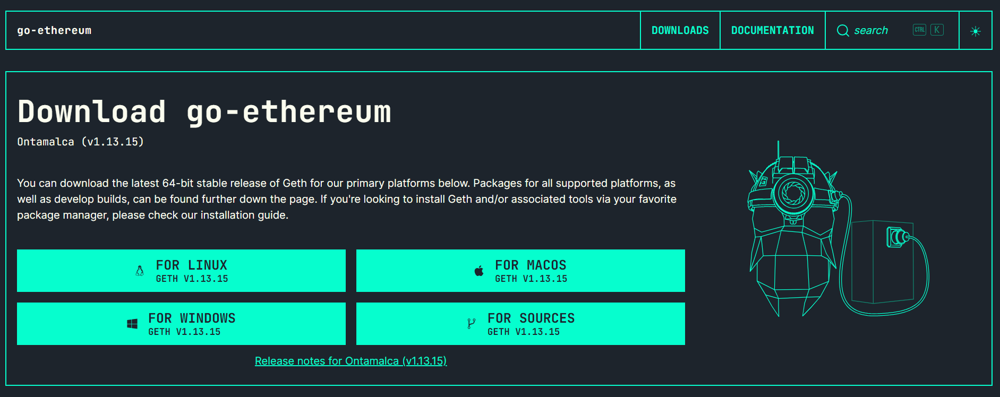 go-ethereum
DOWNLOADS
DOCUMENTATION
search
CTRL K
Download go-ethereum
Ontamalca (v1.13.15)
You can download the latest 64-bit stable release of Geth for our primary platforms below. Packages for all supported platforms, as
well as develop builds, can be found further down the page. If you're looking to install Geth and/or associated tools via your favorite
package manager, please check our installation guide.
FOR LINUX
GETH V1.13.15
FOR MACOS
GETH V1.13.15
FOR WINDOWS
GETH V1.13.15
FOR SOURCES
GETH V1.13.15
Release notes for Ontamalca (v1.13.15)